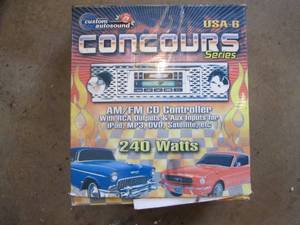 custom
autosound
USA-6
CONCOURS
Series
AM/FM CD Controller
With RCA Outputs & Aux Inputs for
iPod, MP3, DVD, Satellite, etc
240 Watts